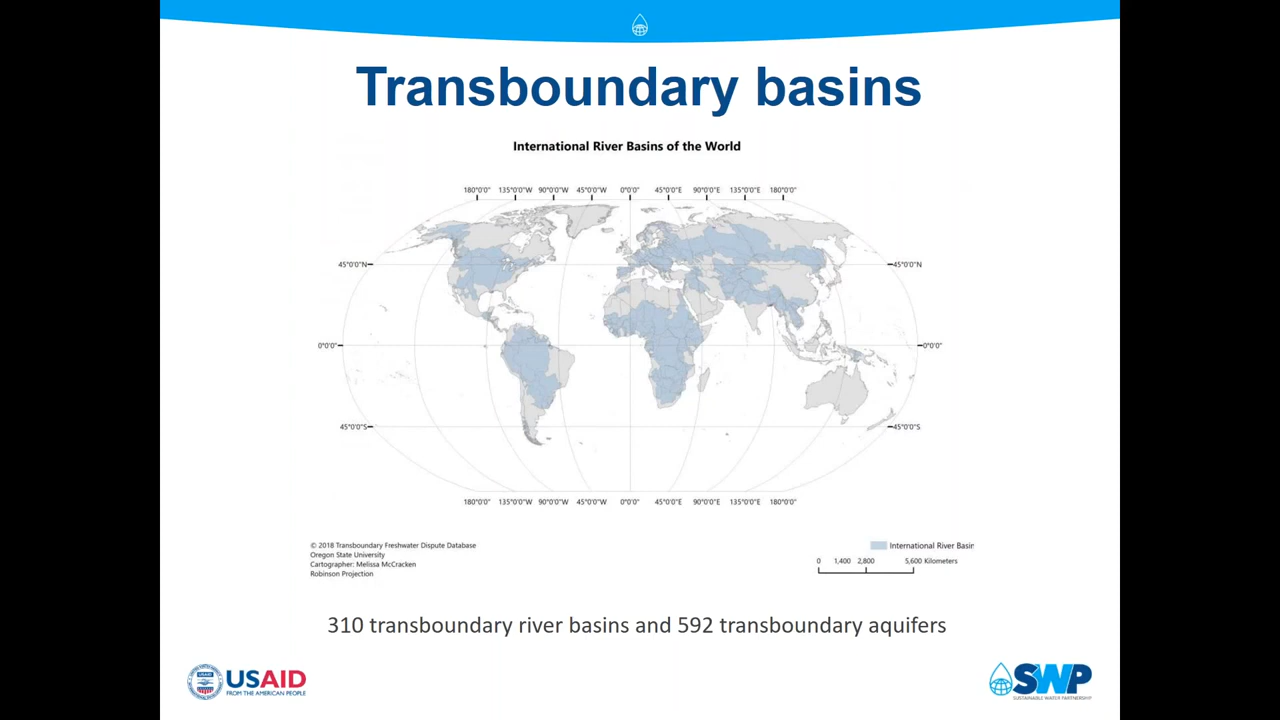 Transboundary basins
International River Basins of the World
180°0'0" 135°0'0"W 90°0'0"W 45°0'0"W 0°0'0" 45°0'0"E 90°0'0"E 135°0'0"E 180°0'0"
45°0'0"N 45°0'0"N
0°0'0" 0°0'0"
45°0'0"S 45°0'0"S
180°0'0" 135°0'0"W 90°0'0"W 45°0'0"W 0°0'0" 45°0'0"E 90°0'0"E 135°0'0"E 180°0'0"
© 2018 Transboundary Freshwater Dispute Database
Oregon State University
Cartographer: Melissa McCracken
Robinson Projection
International River Basin
0 1,400 2,800 5,600 Kilometers
310 transboundary river basins and 592 transboundary aquifers
USAID
FROM THE AMERICAN PEOPLE
SWP
SUSTAINABLE WATER PARTNERSHIP